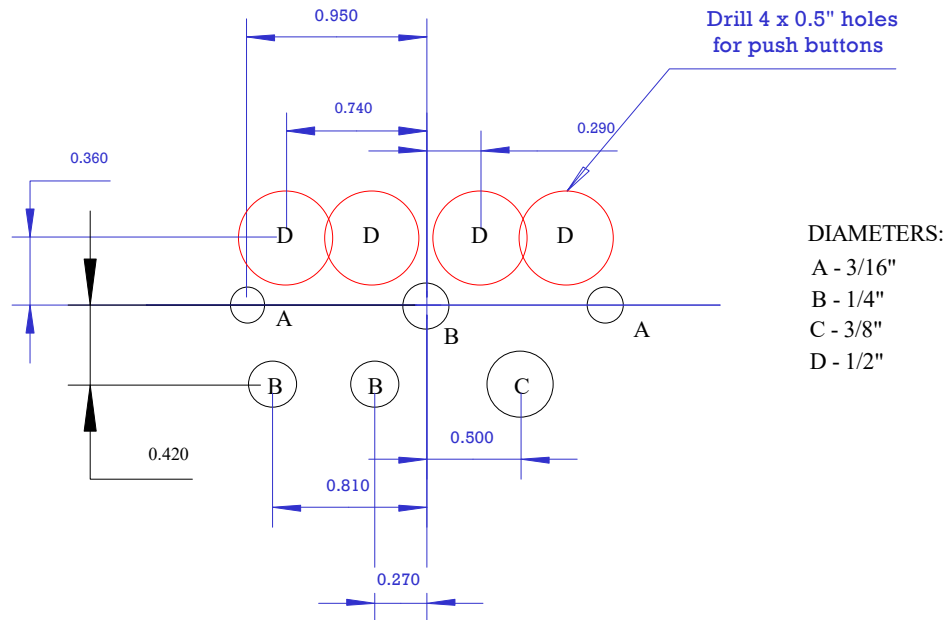 0.950
Drill 4 x 0.5" holes
for push buttons
0.740
0.290
0.360
D
D
D
D
DIAMETERS:
A - 3/16"
B - 1/4"
C - 3/8"
D - 1/2"
A
B
A
B
B
C
0.500
0.420
0.810
0.270